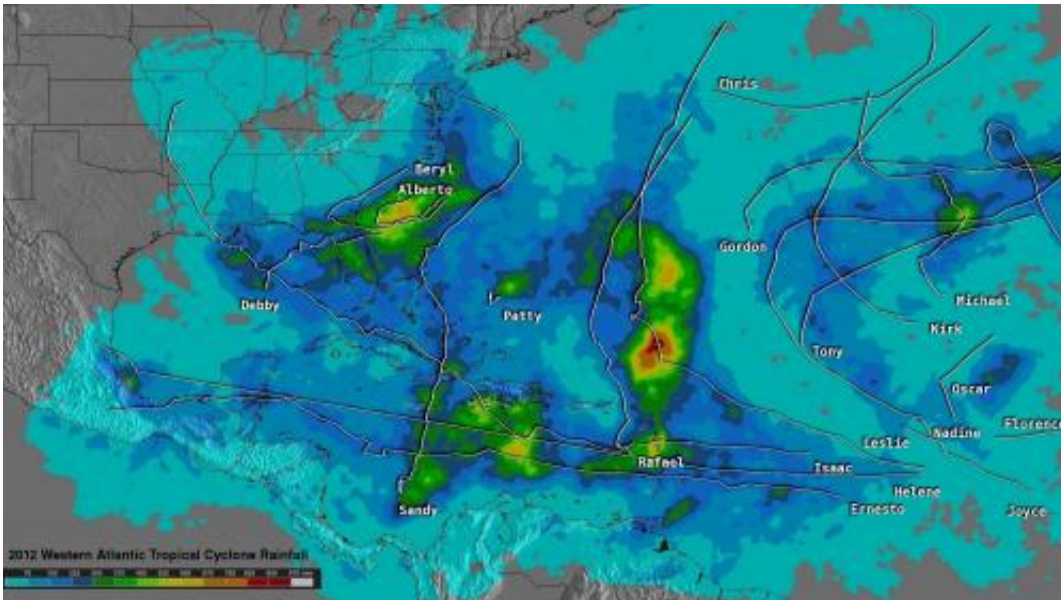 Chris
Beryl
Alberto
Gordon
Debby
Patty
Michael
Kirk
Tony
Oscar
Florence
Nadine
Leslie
Rafael
Isaac
Helene
Ernesto
Sandy
Joyce
2012 Western Atlantic Tropical Cyclone Rainfall